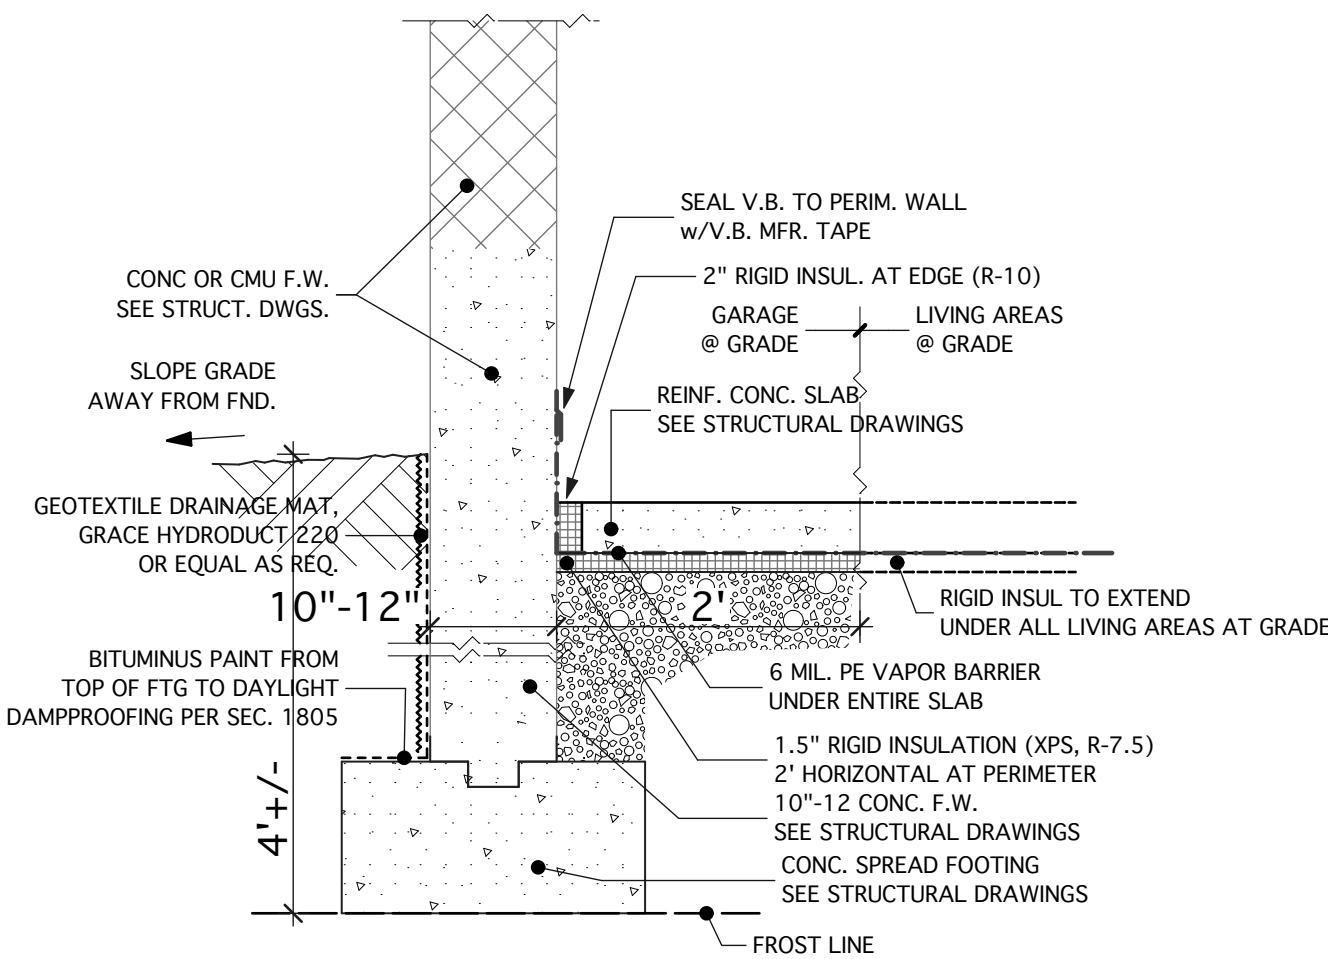 SEAL V.B. TO PERIM. WALL
w/V.B. MFR. TAPE
CONC OR CMU F.W.
SEE STRUCT. DWGS.
2" RIGID INSUL. AT EDGE (R-10)
GARAGE
@ GRADE
LIVING AREAS
@ GRADE
SLOPE GRADE
AWAY FROM FND.
REINF. CONC. SLAB
SEE STRUCTURAL DRAWINGS
GEOTEXTILE DRAINAGE MAT,
GRACE HYDRODUCT 220
OR EQUAL AS REQ.
10"-12"
2'
RIGID INSUL TO EXTEND
UNDER ALL LIVING AREAS AT GRADE
BITUMINUS PAINT FROM
TOP OF FTG TO DAYLIGHT
DAMPPROOFING PER SEC. 1805
6 MIL. PE VAPOR BARRIER
UNDER ENTIRE SLAB
1.5" RIGID INSULATION (XPS, R-7.5)
2' HORIZONTAL AT PERIMETER
10"-12 CONC. F.W.
SEE STRUCTURAL DRAWINGS
4'+/-
CONC. SPREAD FOOTING
SEE STRUCTURAL DRAWINGS
FROST LINE